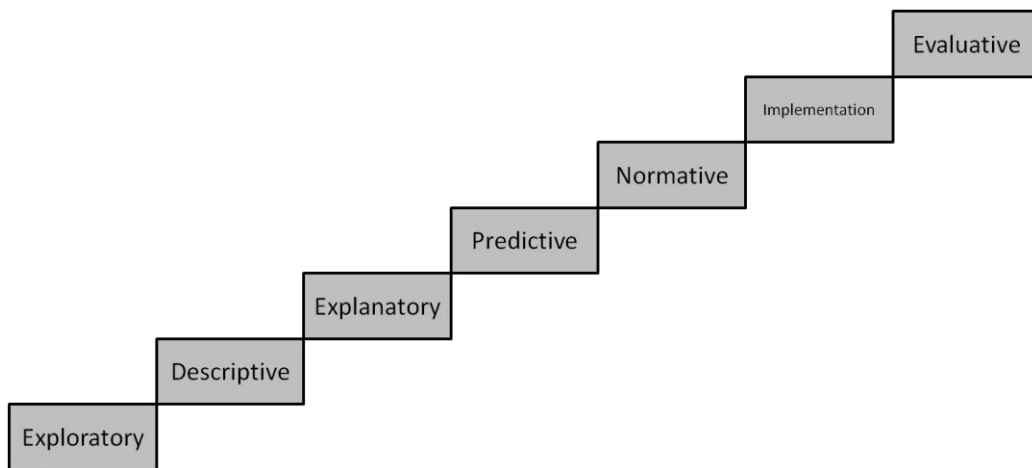 Evaluative
Implementation
Normative
Predictive
Explanatory
Descriptive
Exploratory